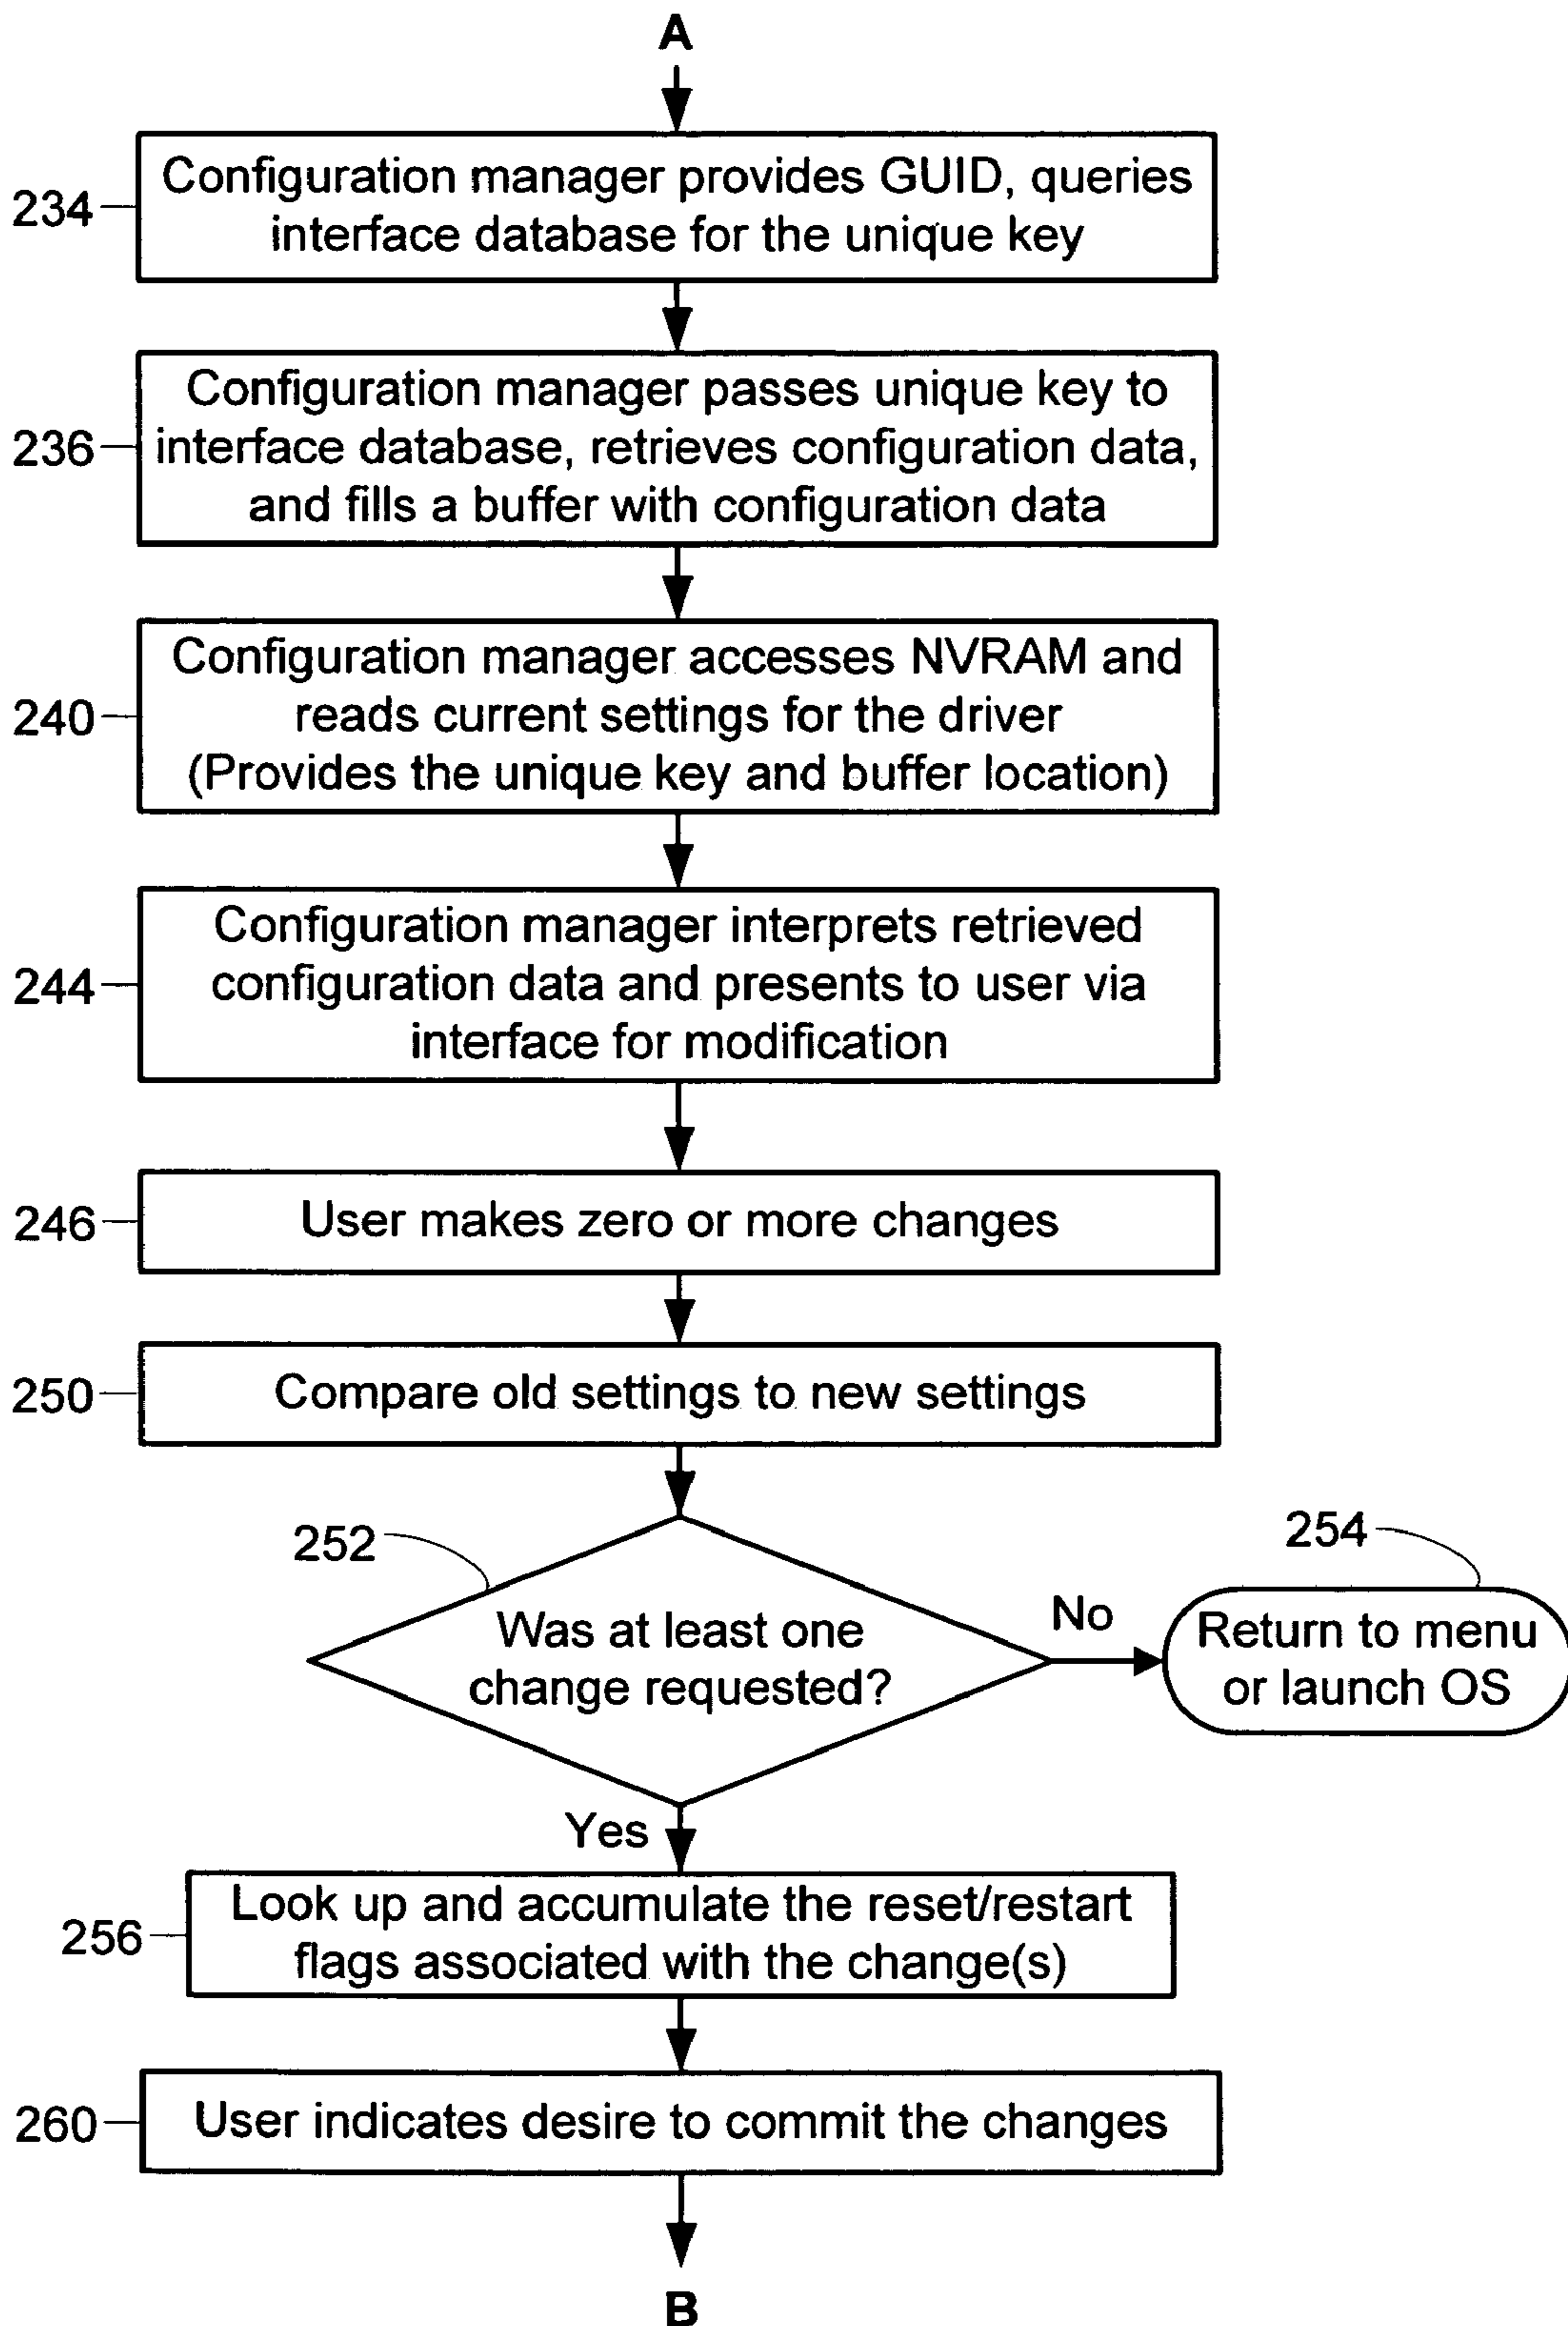 A
234
Configuration manager provides GUID, queries
interface database for the unique key
236
Configuration manager passes unique key to
interface database, retrieves configuration data,
and fills a buffer with configuration data
240
Configuration manager accesses NVRAM and
reads current settings for the driver
(Provides the unique key and buffer location)
244
Configuration manager interprets retrieved
configuration data and presents to user via
interface for modification
246
User makes zero or more changes
250
Compare old settings to new settings
252
Was at least one
change requested?
No
254
Return to menu
or launch OS
Yes
256
Look up and accumulate the reset/restart
flags associated with the change(s)
260
User indicates desire to commit the changes
B